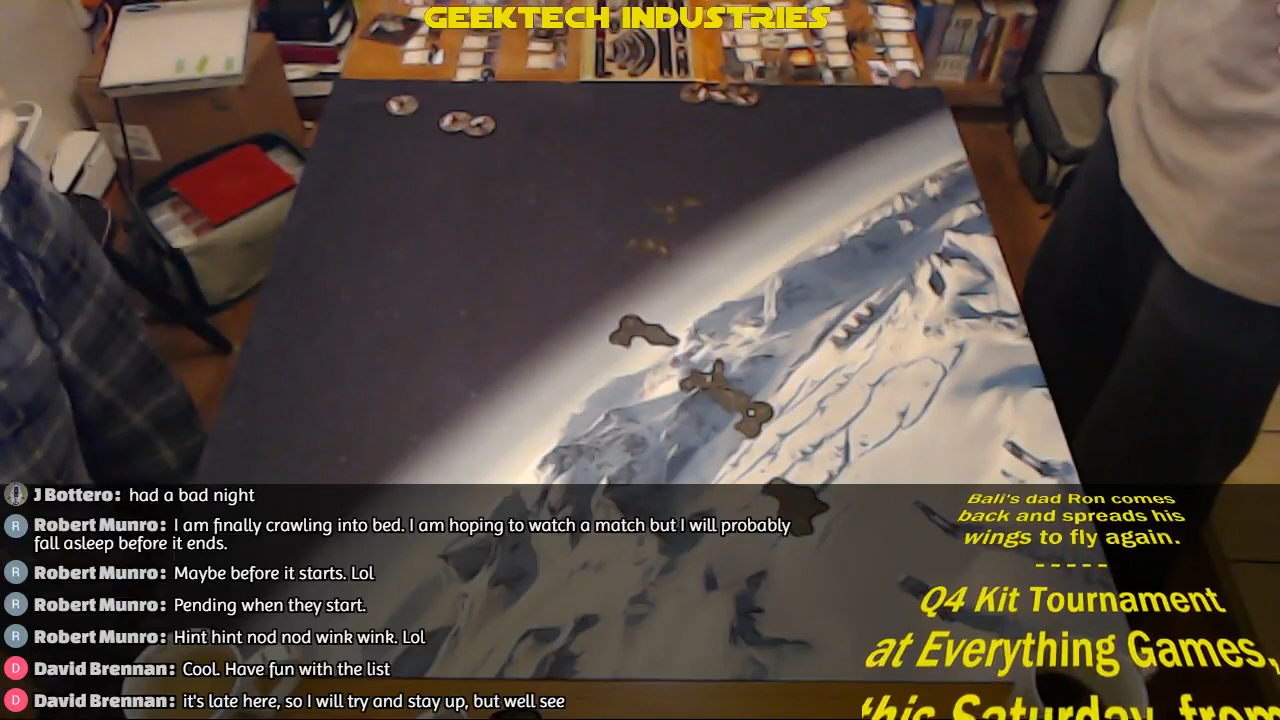 GEEKTECH INDUSTRIES
J Bottero: had a bad night
Robert Munro: I am finally crawling into bed. I am hoping to watch a match but I will probably
fall asleep before it ends.
Robert Munro: Maybe before it starts. Lol
Robert Munro: Pending when they start.
Robert Munro: Hint hint nod nod wink wink. Lol
David Brennan: Cool. Have fun with the list
David Brennan: it's late here, so I will try and stay up, but well see
Bali's dad Ron comes
back and spreads his
wings to fly again.
-----
Q4 Kit Tournament
at Everything Games,
this Saturday, from